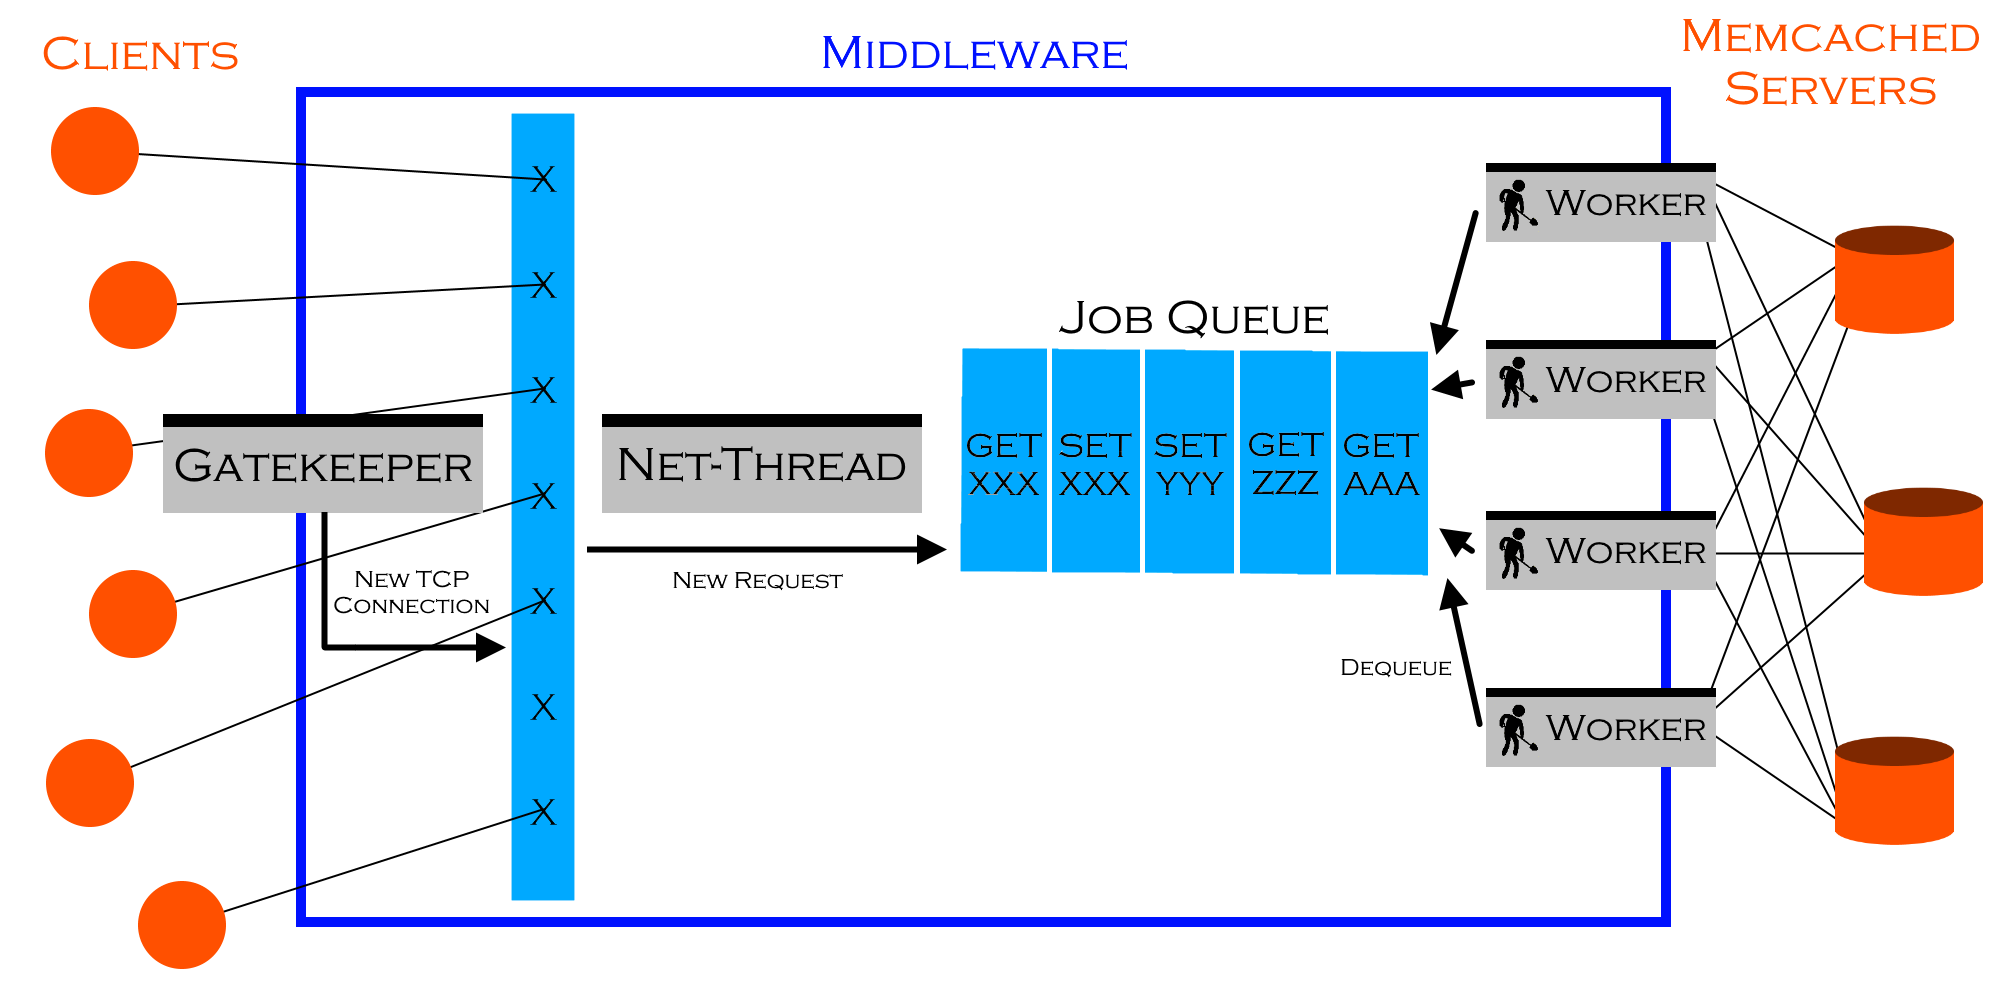 Clients
Middleware
Memcached
Servers
X
X
X
X
X
X
X
Gatekeeper
New TCP
Connection
Net-Thread
New Request
Job Queue
GET
XXX
SET
XXX
SET
YYY
GET
ZZZ
GET
AAA
Dequeue
Worker
Worker
Worker
Worker